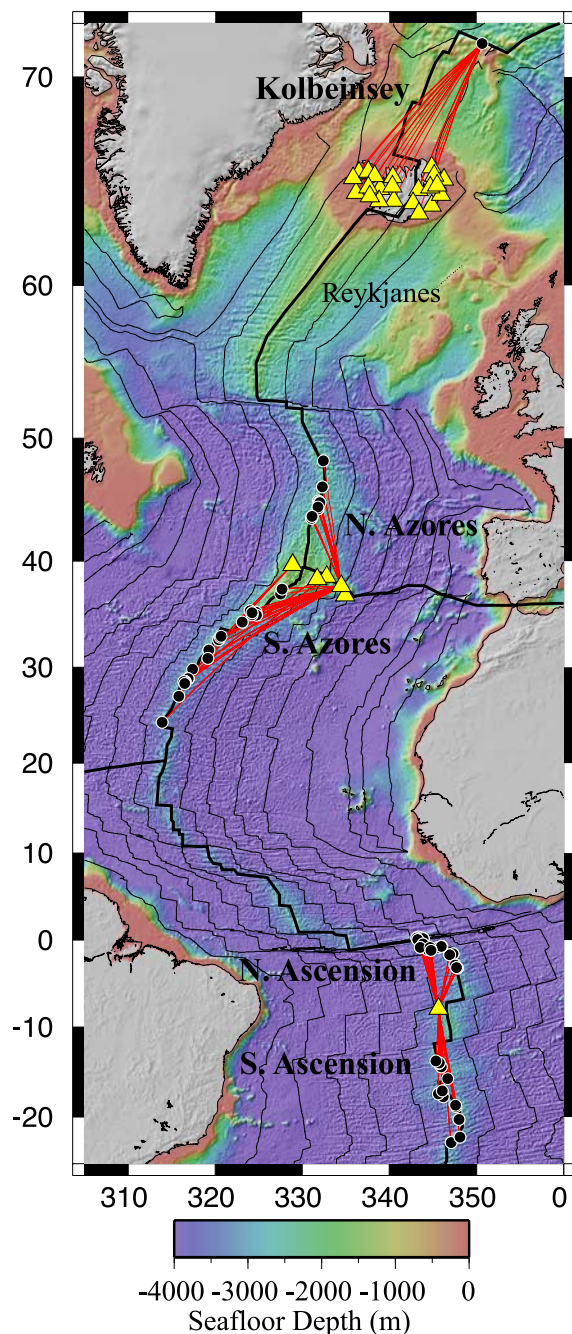 70
Kolbeinsey
60
Reykjanes
50
N. Azores
40
S. Azores
30
20
10
0
N. Ascension
-10
S. Ascension
-20
310 320 330 340 350 0
-4000 -3000 -2000 -1000 0
Seafloor Depth (m)